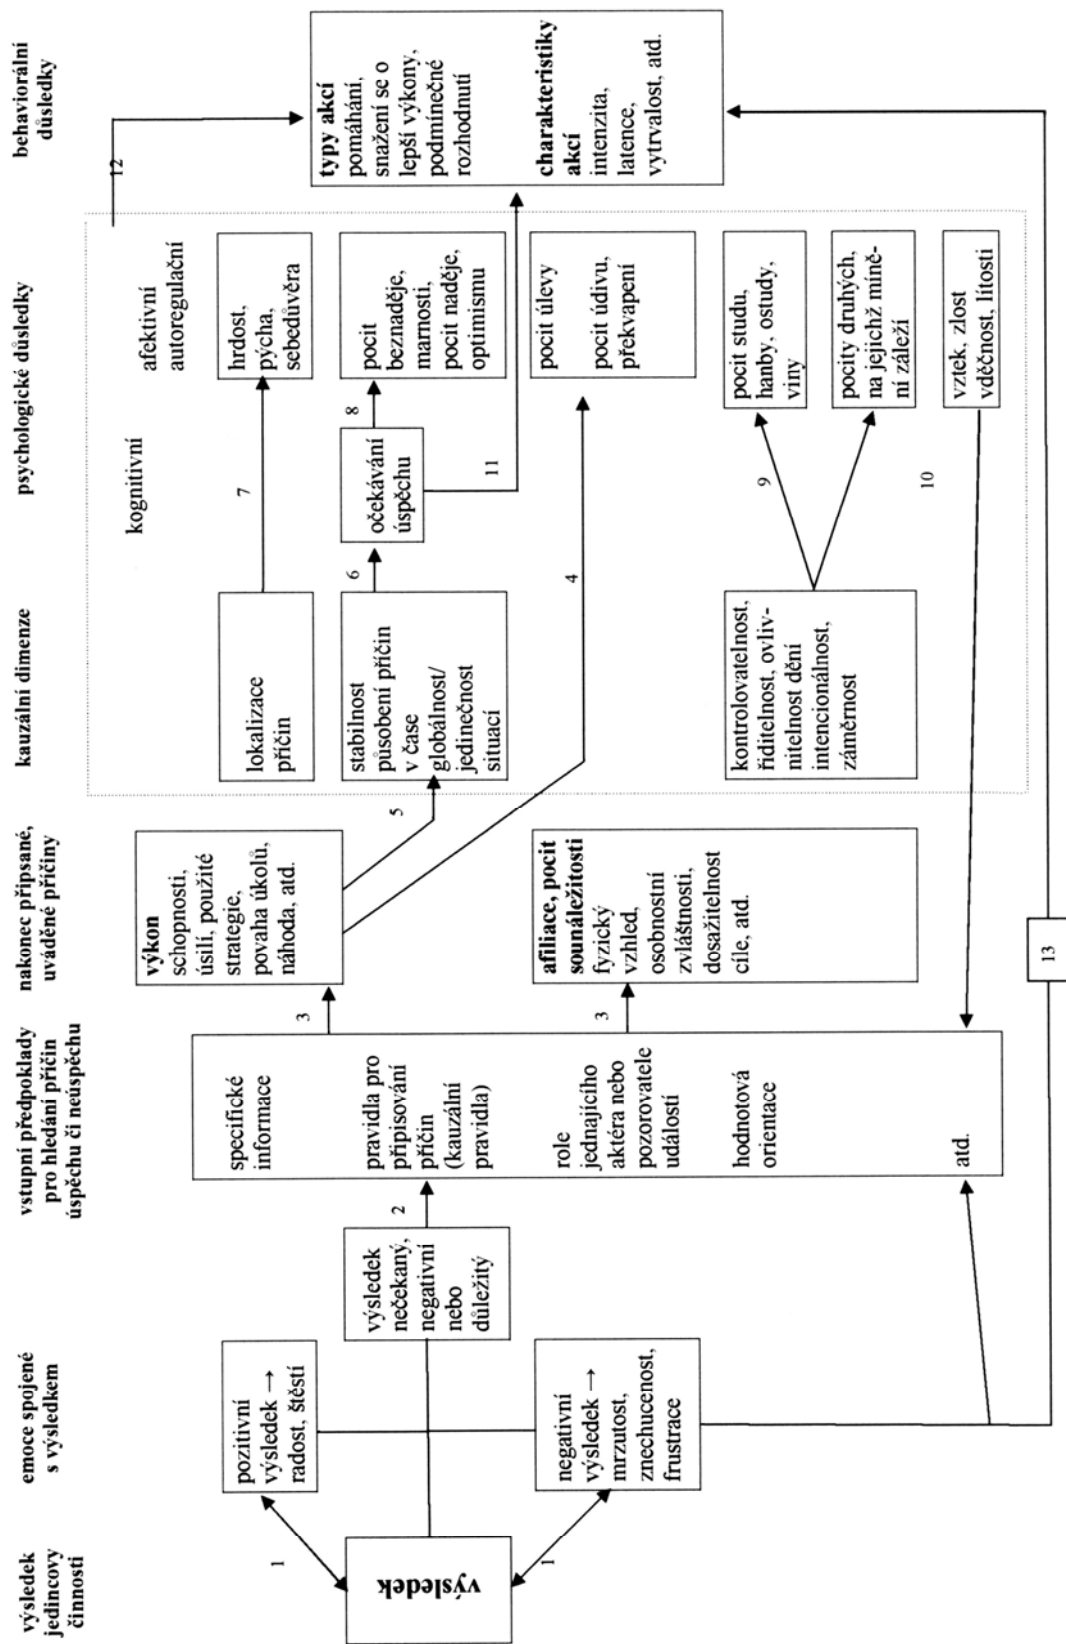 výsledek
jedincovy
činnosti
emoce spojené
s výsledkem
vstupní předpoklady
pro hledání příčin
úspěchu či neúspěchu
nakonec připsané,
uváděné příčiny
kauzální dimenze
psychologické důsledky
behaviorální
důsledky
kognitivní
afektivní
autoregulační
výsledek
1
1
pozitivní
výsledek →
radost, štěstí
negativní
výsledek →
mrzutost,
znechucenost,
frustrace
výsledek
nečekaný,
negativní
nebo
důležitý
2
specifické
informace
pravidla pro
připisování
příčin
(kauzální
pravidla)
role
jednajícího
aktéra nebo
pozorovatele
událostí
hodnotová
orientace
atd.
3
3
výkon
schopnosti,
úsilí, použité
strategie,
povaha úkolů,
náhoda, atd.
afiliace, pocit
sounáležitosti
fyzický
vzhled,
osobnostní
zvláštnosti,
dosažitelnost
cíle, atd.
5
4
lokalizace
příčin
stabilnost
působení příčin
v čase
globálnost/
jedinečnost
situací
kontrolovatelnost,
řiditelnost, ovliv-
nitelnost dění
intencionálnost,
záměrnost
7
6
očekávání
úspěchu
8
11
9
10
hrdost,
pýcha,
sebedůvěra
pocit
beznaděje,
marnosti,
pocit naděje,
optimismu
pocit úlevy
pocit údivu,
překvapení
pocit studu,
hanby, ostudy,
viny
pocity druhých,
na jejichž míně-
ní záleží
vztek, zlost
vděčnost, lítosti
12
13
typy akcí
pomáhání,
snažení se o
lepší výkony,
podmínečné
rozhodnutí
charakteristiky
akcí
intenzita,
latence,
vytrvalost, atd.